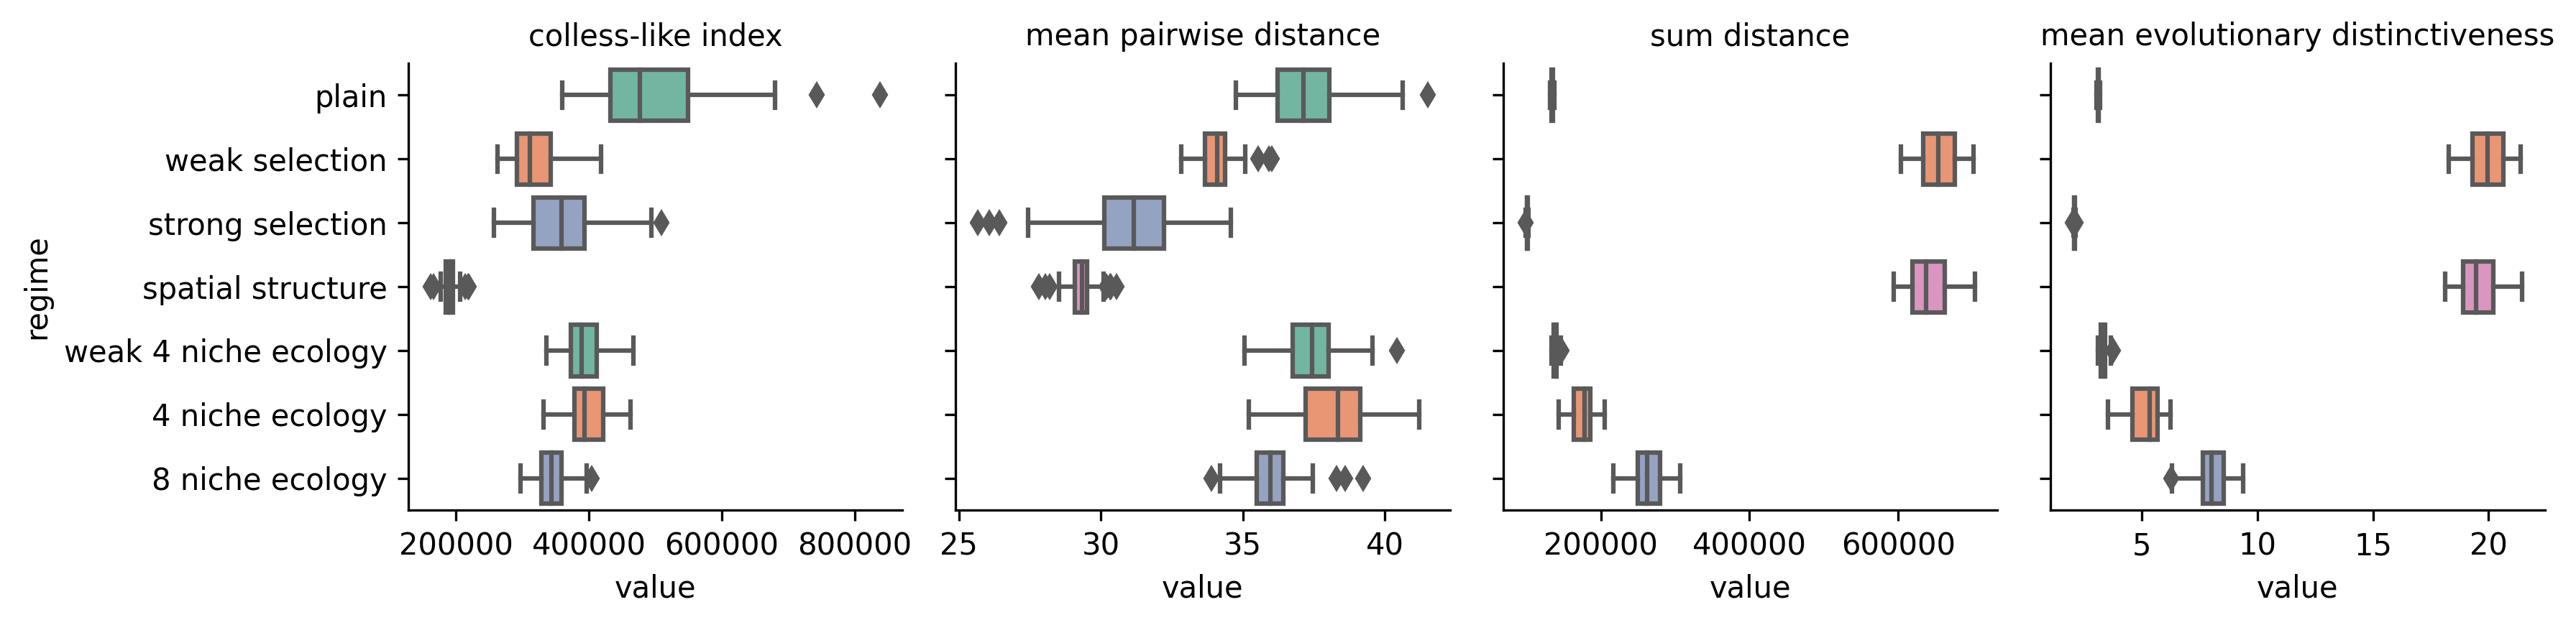 colless-like index
mean pairwise distance
sum distance
mean evolutionary distinctiveness
regime
plain
weak selection
strong selection
spatial structure
weak 4 niche ecology
4 niche ecology
8 niche ecology
200000 400000 600000 800000
25 30 35 40
200000 400000 600000
5 10 15 20
value
value
value
value